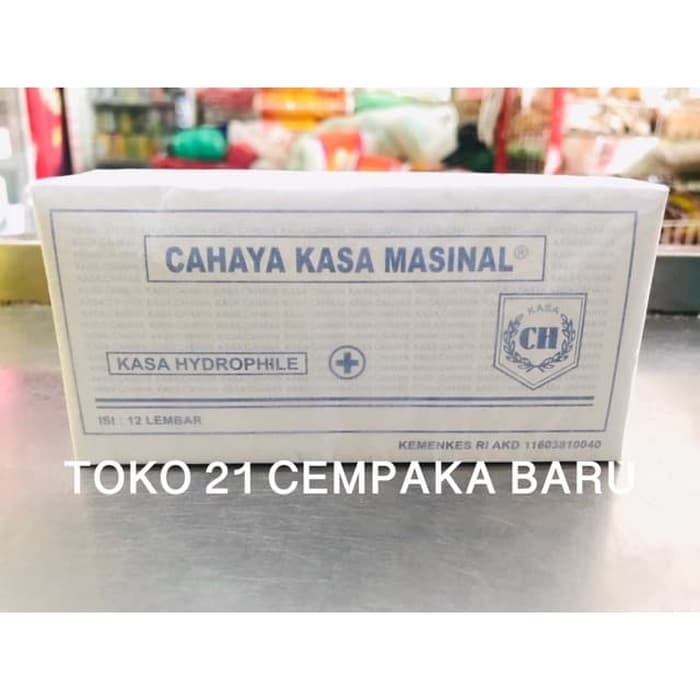 CAHAYA KASA MASINAL®
KASA
CH
KASA HYDROPHILE
ISI : 12 LEMBAR
KEMENKES RI AKD 11603810040
TOKO 21 CEMPAKA BARU